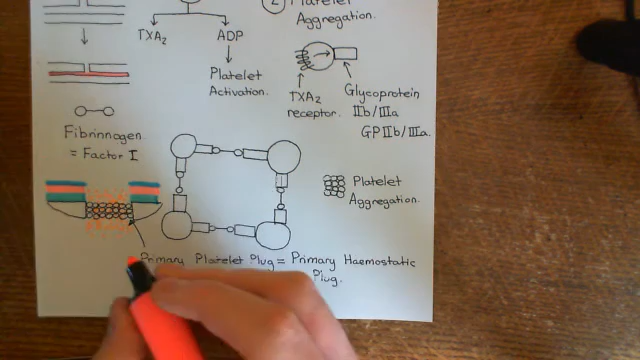 2 Platelet
Aggregation.
TXA2
ADP
Platelet
Activation.
TXA2
receptor.
Glycoprotein
IIb/IIIa
GPIIb/IIIa.
Fibrinnogen
= Factor I
Platelet
Aggregation.
Primary Platelet Plug = Primary Haemostatic
Plug.